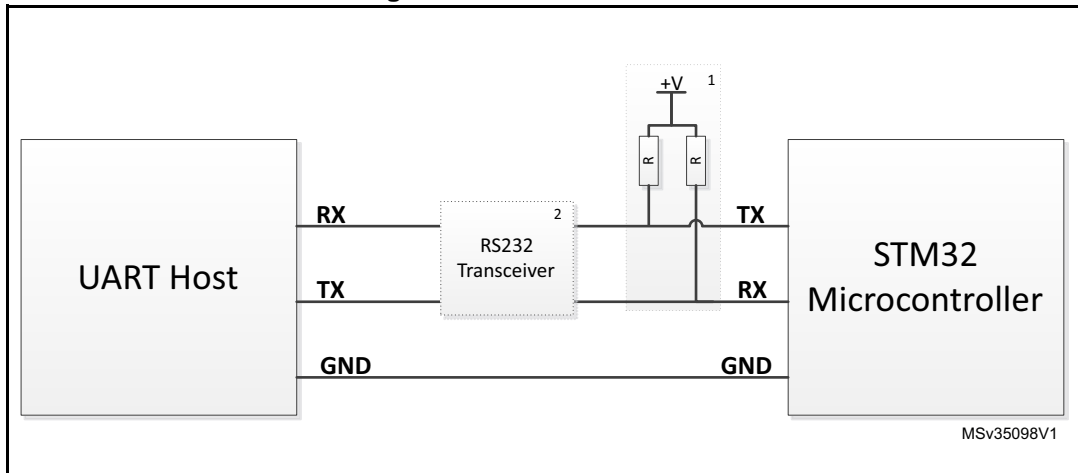 +V
1
R
R
RX
2
TX
UART Host
RS232
Transceiver
STM32
Microcontroller
TX
RX
GND
GND
MSv35098V1